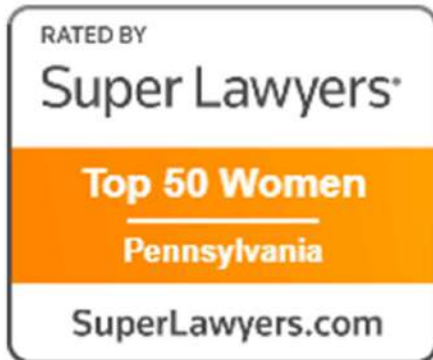 RATED BY
Super Lawyers®
Top 50 Women
Pennsylvania
SuperLawyers.com